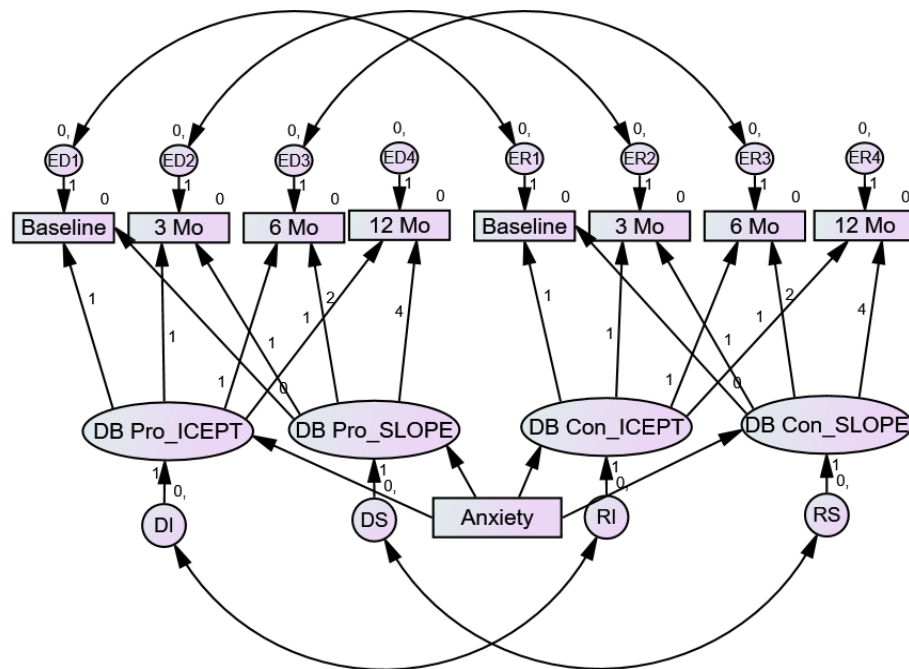 0, 0, 0, 0, 0, 0, 0, 0,
ED1 ED2 ED3 ED4 ER1 ER2 ER3 ER4
1 1 1 1 1 1 1 1
0 0 0 0 0 0 0 0
Baseline 3 Mo 6 Mo 12 Mo Baseline 3 Mo 6 Mo 12 Mo
1 2 4 1 2 4
1 1 1 1 1 1
1 0 1 0
DB Pro_ICEPT DB Pro_SLOPE DB Con_ICEPT DB Con_SLOPE
1 1 1 1
0, 0, 0, 0,
DI DS Anxiety RI RS